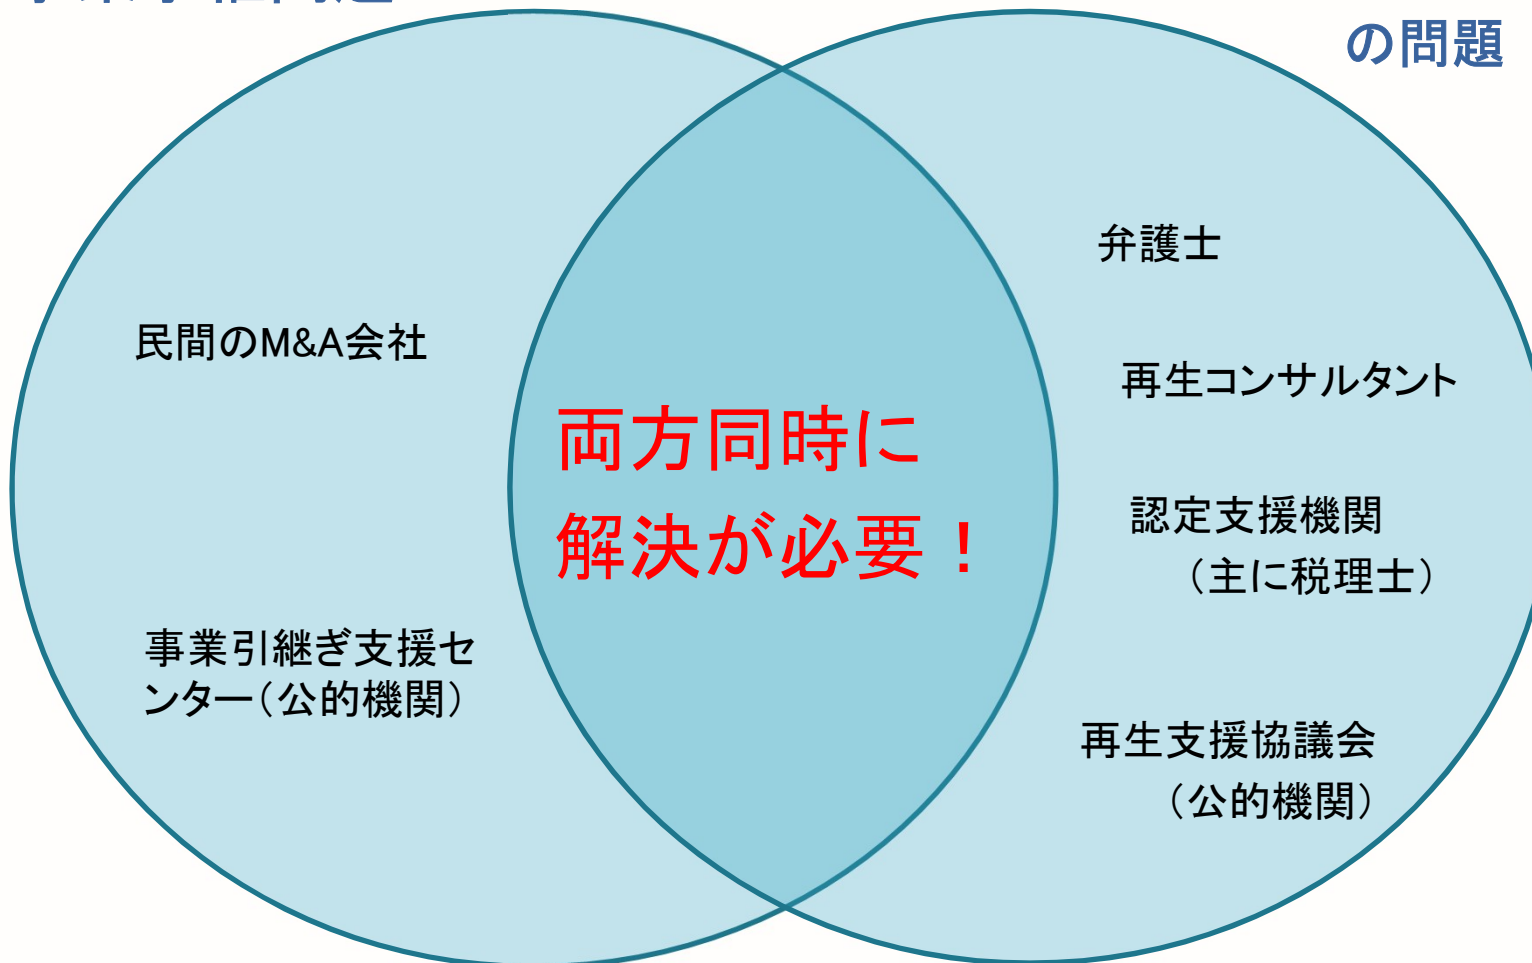 の問題
民間のM&A会社
事業引継ぎ支援セ
ンター（公的機関）
両方同時に
解決が必要！
弁護士
再生コンサルタント
認定支援機関
（主に税理士）
再生支援協議会
（公的機関）